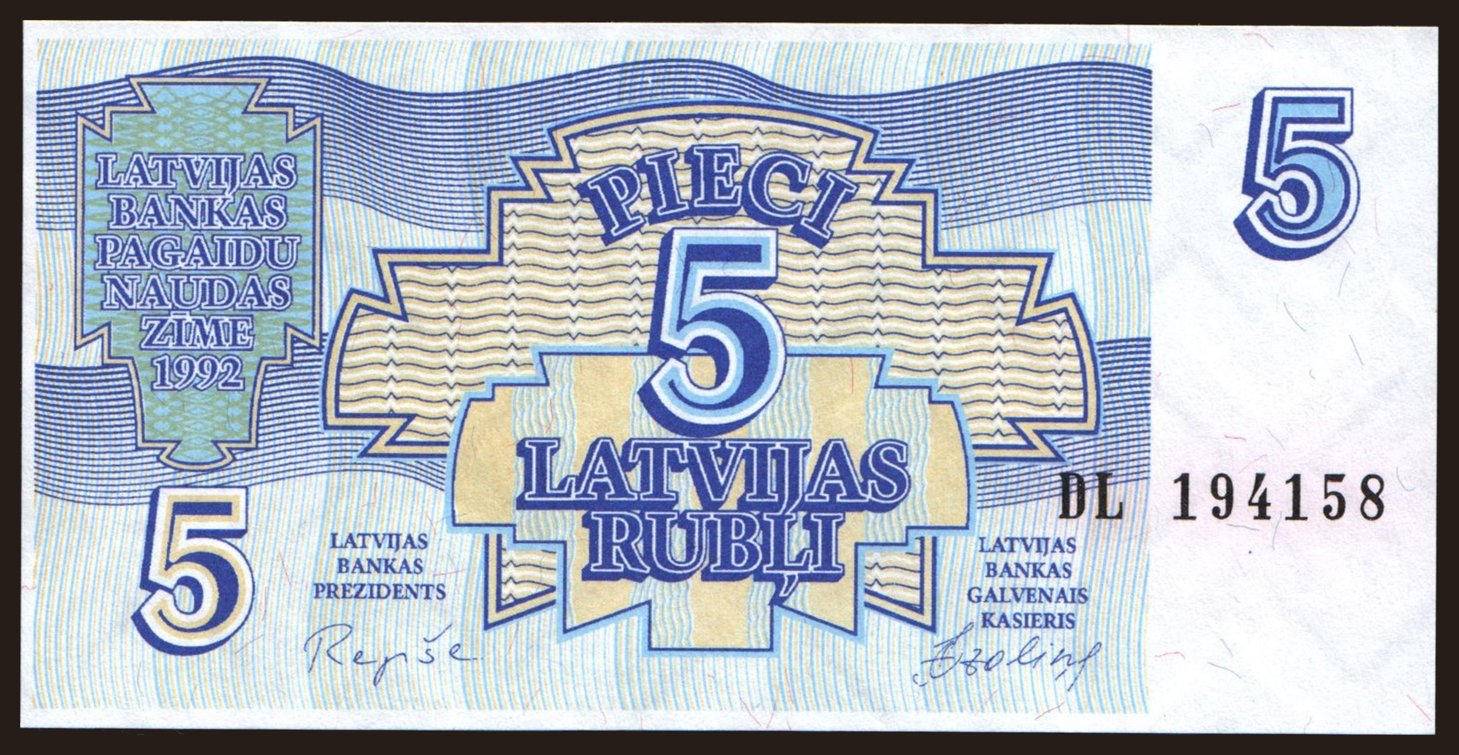 LATVIJAS
BANKAS
PAGAIDU
NAUDAS
ZĪME
1992
PIECI
5
LATVIJAS
RUBĻI
5
DL 194158
5
LATVIJAS
BANKAS
PREZIDENTS
Repše
LATVIJAS
BANKAS
GALVENAIS
KASIERIS